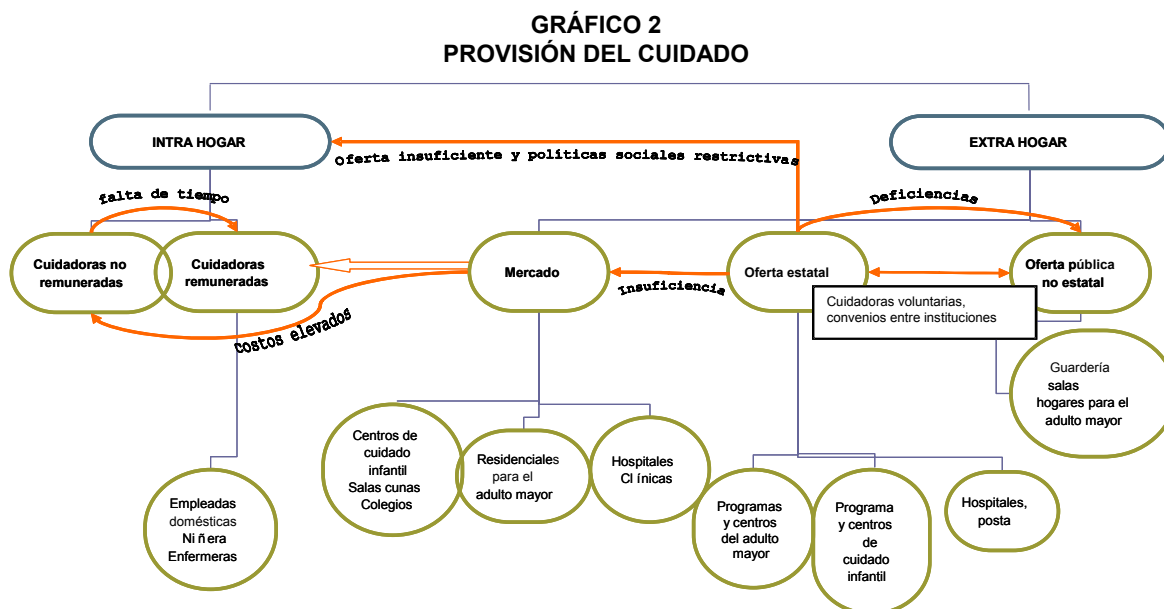 GRÁFICO 2
PROVISIÓN DEL CUIDADO
INTRA HOGAR
EXTRA HOGAR
Oferta insuficiente y políticas sociales restrictivas
falta de tiempo
Deficiencias
Cuidadoras no
remuneradas
Cuidadoras
remuneradas
Mercado
Insuficiencia
Oferta estatal
Oferta pública
no estatal
Costos elevados
Cuidadoras voluntarias,
convenios entre instituciones
Guardería
salas
hogares para el
adulto mayor
Centros de
cuidado
infantil
Salas cunas
Colegios
Residenciales
para el
adulto mayor
Hospitales
Cl ínicas
Empleadas
domésticas
Ni ñ era
Enfermeras
Programas
y centros
del adulto
mayor
Programa
y centros
de
cuidado
infantil
Hospitales,
posta